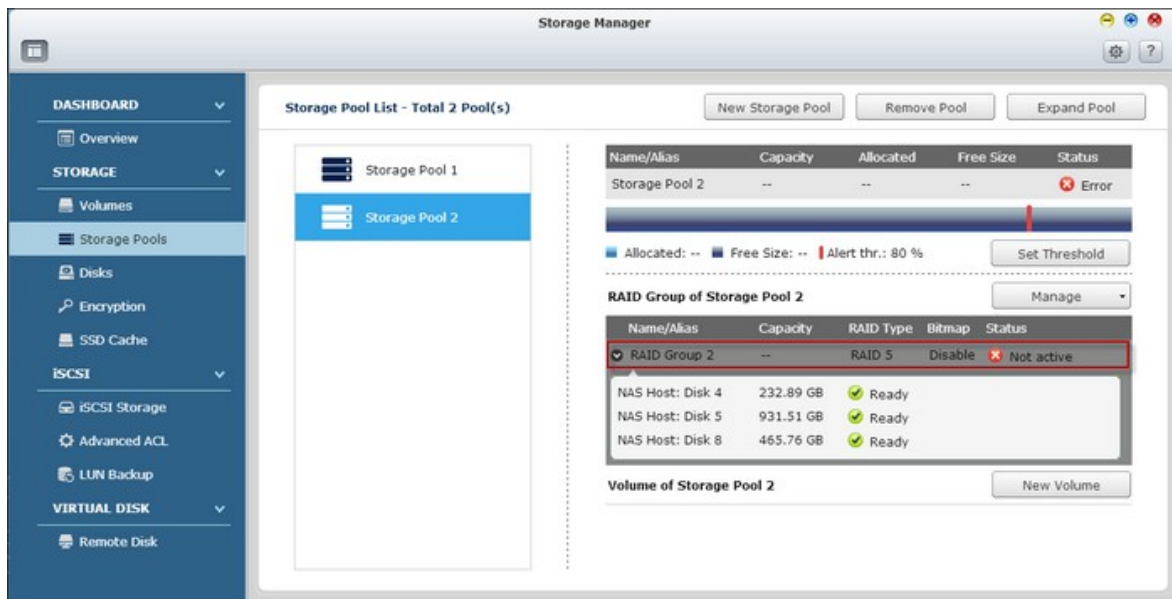 Storage Manager
?
DASHBOARD
Overview
STORAGE
Volumes
Storage Pools
Disks
Encryption
SSD Cache
iSCSI
iSCSI Storage
Advanced ACL
LUN Backup
VIRTUAL DISK
Remote Disk
Storage Pool List - Total 2 Pool(s)
New Storage Pool Remove Pool Expand Pool
Storage Pool 1
Storage Pool 2
Name/Alias Capacity Allocated Free Size Status
Storage Pool 2 -- -- -- Error
Allocated: -- Free Size: -- Alert thr.: 80 % Set Threshold
RAID Group of Storage Pool 2 Manage
Name/Alias Capacity RAID Type Bitmap Status
RAID Group 2 -- RAID 5 Disable Not active
NAS Host: Disk 4 232.89 GB Ready
NAS Host: Disk 5 931.51 GB Ready
NAS Host: Disk 8 465.76 GB Ready
Volume of Storage Pool 2 New Volume